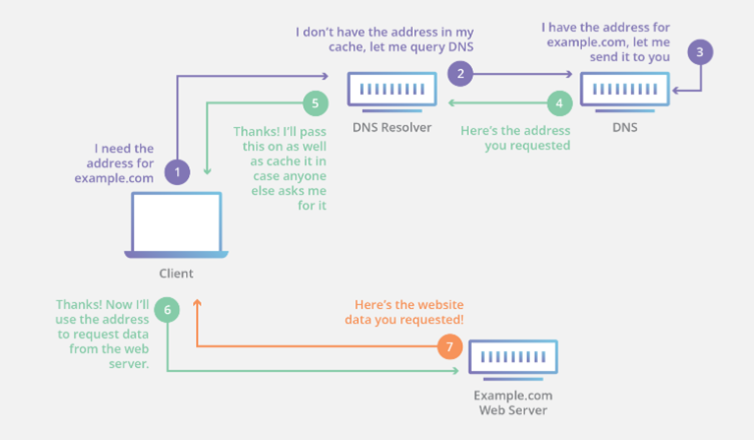 I don't have the address in my
cache, let me query DNS
I have the address for
example.com, let me
send it to you
3
2
5
4
DNS Resolver
DNS
Thanks! I'll pass
this on as well
as cache it in
case anyone
else asks me
for it
Here's the address
you requested
I need the
address for
example.com
1
Client
Thanks! Now I'll
use the address
to request data
from the web
server.
6
Here's the website
data you requested!
7
Example.com
Web Server